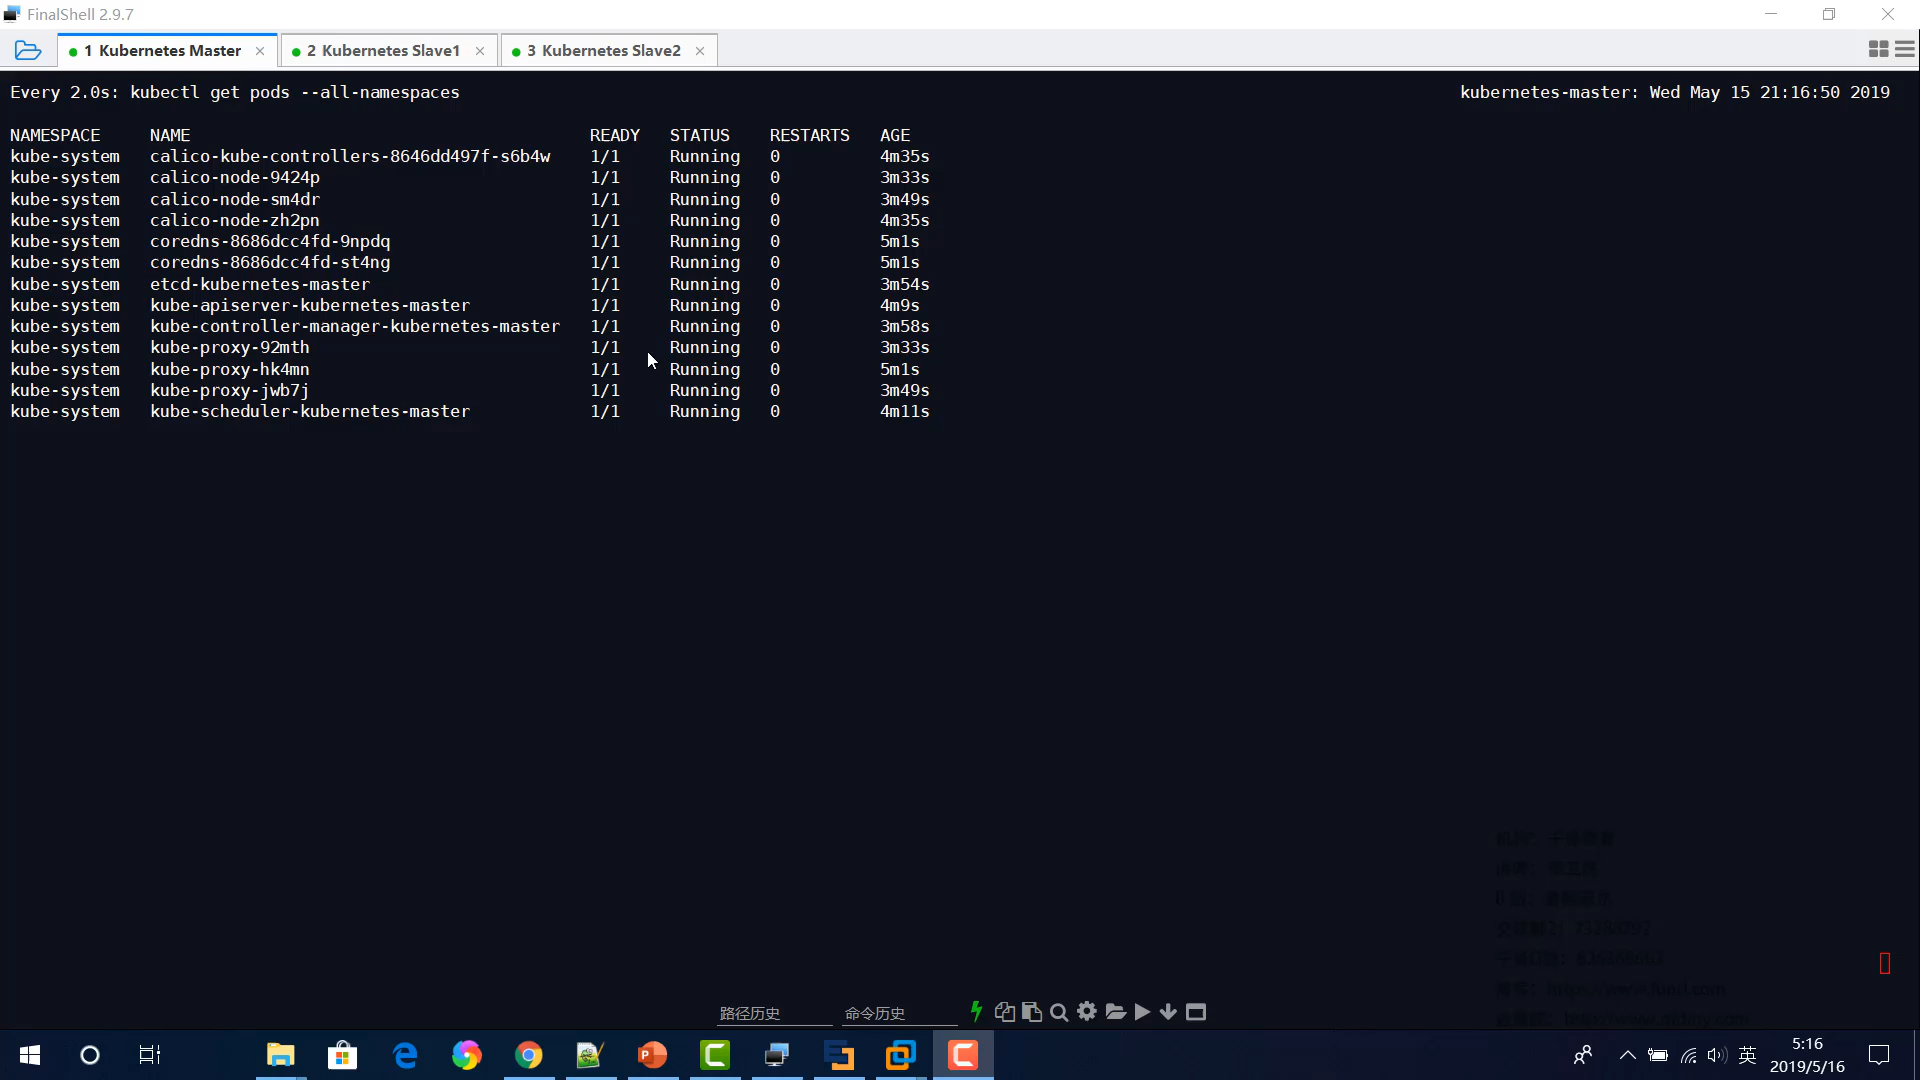 FinalShell 2.9.7
1 Kubernetes Master
2 Kubernetes Slave1
3 Kubernetes Slave2
Every 2.0s: kubectl get pods --all-namespaces kubernetes-master: Wed May 15 21:16:50 2019
NAMESPACE NAME READY STATUS RESTARTS AGE
kube-system calico-kube-controllers-8646dd497f-s6b4w 1/1 Running 0 4m35s
kube-system calico-node-9424p 1/1 Running 0 3m33s
kube-system calico-node-sm4dr 1/1 Running 0 3m49s
kube-system calico-node-zh2pn 1/1 Running 0 4m35s
kube-system coredns-8686dcc4fd-9npdq 1/1 Running 0 5m1s
kube-system coredns-8686dcc4fd-st4ng 1/1 Running 0 5m1s
kube-system etcd-kubernetes-master 1/1 Running 0 3m54s
kube-system kube-apiserver-kubernetes-master 1/1 Running 0 4m9s
kube-system kube-controller-manager-kubernetes-master 1/1 Running 0 3m58s
kube-system kube-proxy-92mth 1/1 Running 0 3m33s
kube-system kube-proxy-hk4mn 1/1 Running 0 5m1s
kube-system kube-proxy-jwb7j 1/1 Running 0 3m49s
kube-system kube-scheduler-kubernetes-master 1/1 Running 0 4m11s
路径历史 命令历史
英
5:16
2019/5/16